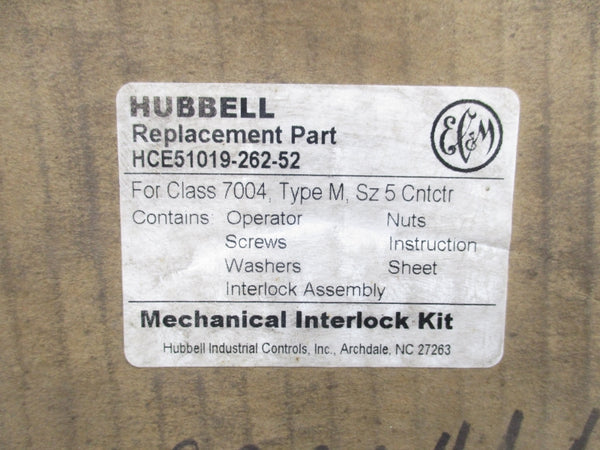 HUBBELL
Replacement Part
HCE51019-262-52
EC&M
For Class 7004, Type M, Sz 5 Cntctr
Contains Operator Nuts
Screws Instruction
Washers Sheet
Interlock Assembly
Mechanical Interlock Kit
Hubbell Industrial Controls, Inc., Archdale, NC 27263